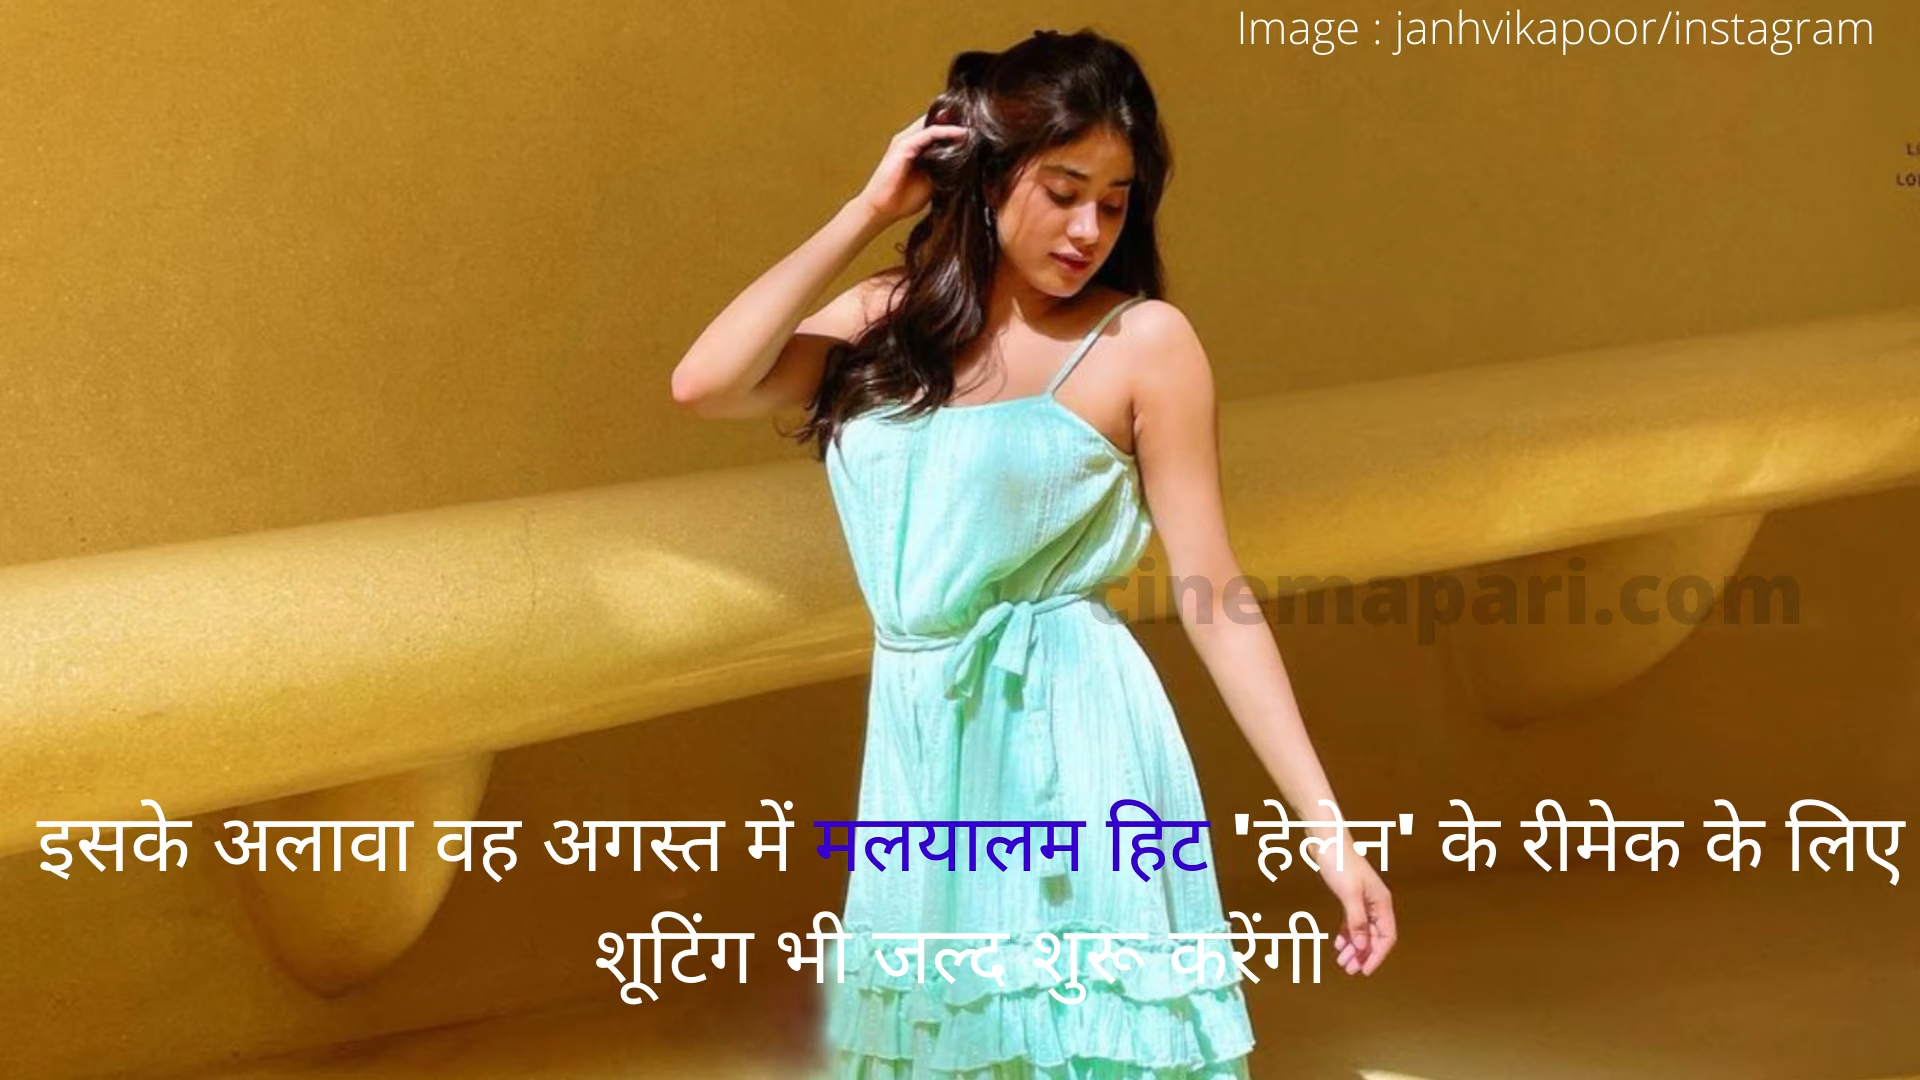 Image : janhvikapoor/instagram
cinemapari.com
इसके अलावा वह अगस्त में मलयालम हिट 'हेलेन' के रीमेक के लिए
शूटिंग भी जल्द शुरू करेंगी